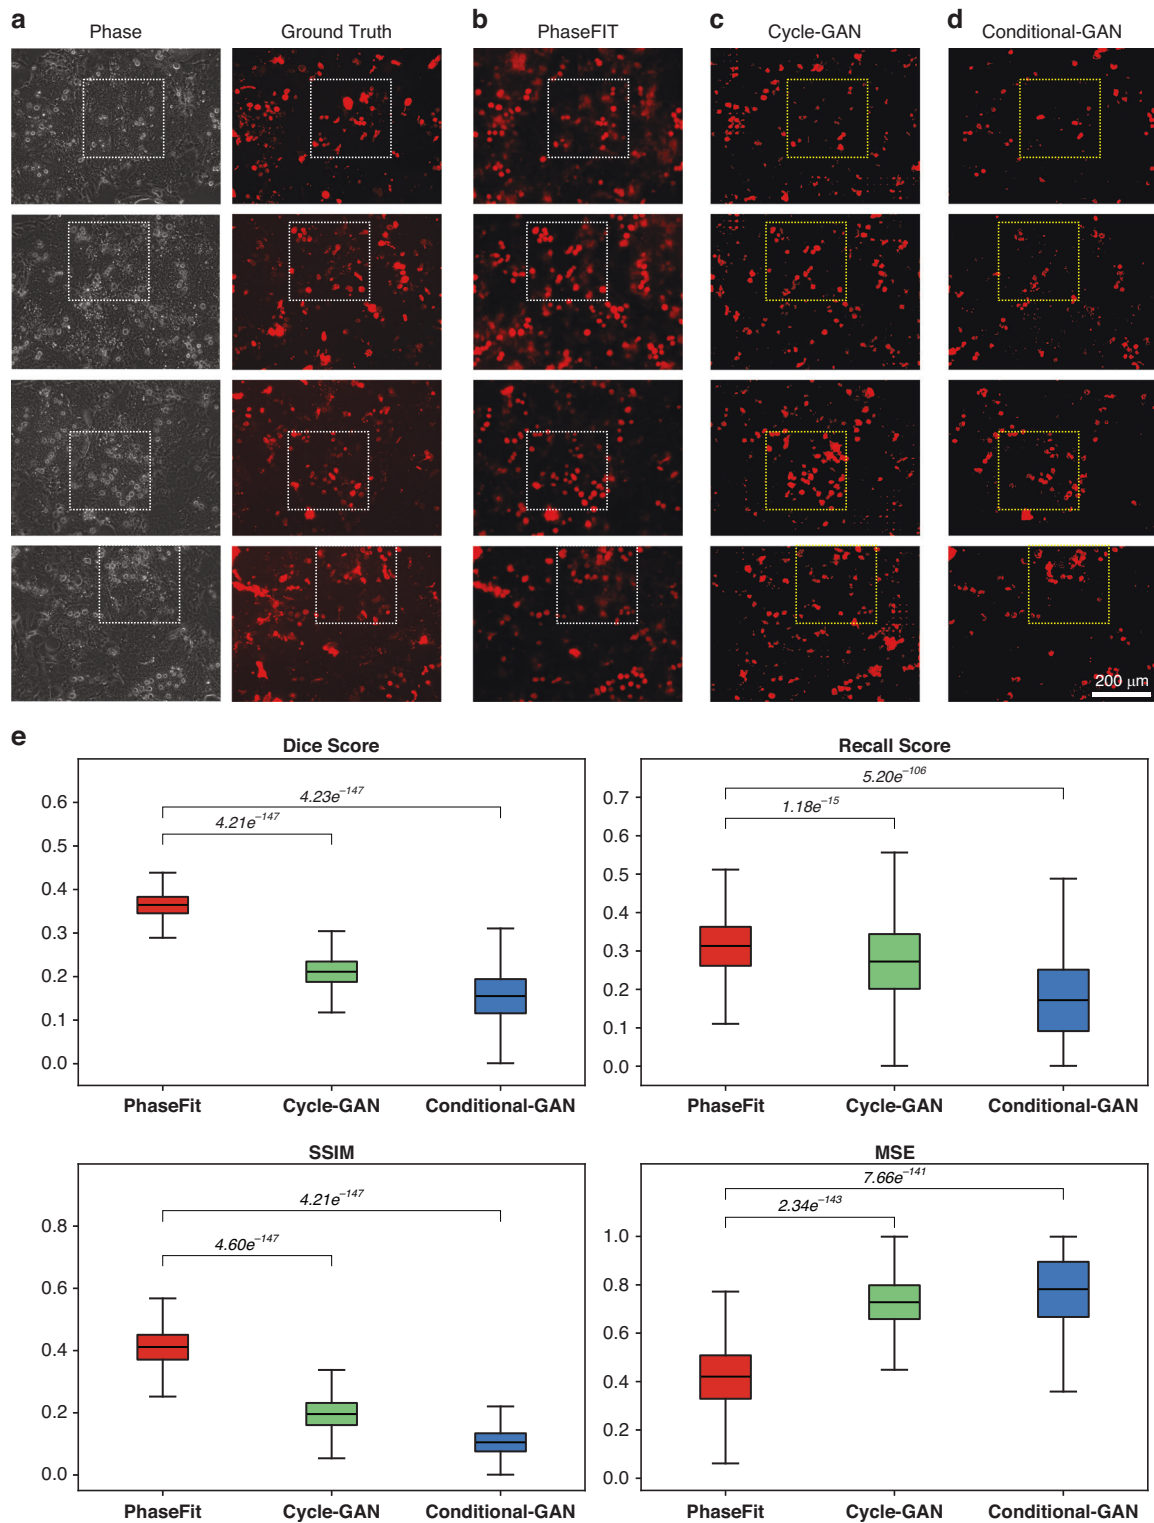 a b c d
Phase Ground Truth PhaseFIT Cycle-GAN Conditional-GAN
200 μm
e
Dice Score
4.23e⁻¹⁴⁷
4.21e⁻¹⁴⁷
0.6
0.5
0.4
0.3
0.2
0.1
0.0
PhaseFit Cycle-GAN Conditional-GAN
Recall Score
5.20e⁻¹⁰⁶
1.18e⁻¹⁵
0.7
0.6
0.5
0.4
0.3
0.2
0.1
0.0
PhaseFit Cycle-GAN Conditional-GAN
SSIM
4.21e⁻¹⁴⁷
4.60e⁻¹⁴⁷
0.8
0.6
0.4
0.2
0.0
PhaseFit Cycle-GAN Conditional-GAN
MSE
7.66e⁻¹⁴¹
2.34e⁻¹⁴³
1.0
0.8
0.6
0.4
0.2
0.0
PhaseFit Cycle-GAN Conditional-GAN